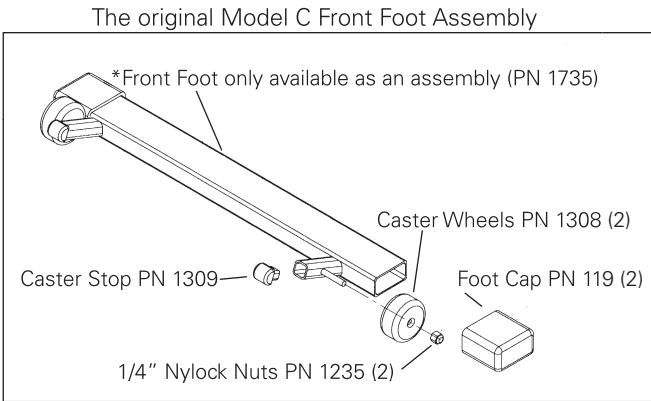 The original Model C Front Foot Assembly
*Front Foot only available as an assembly (PN 1735)
Caster Wheels PN 1308 (2)
Caster Stop PN 1309
Foot Cap PN 119 (2)
1/4" Nylock Nuts PN 1235 (2)